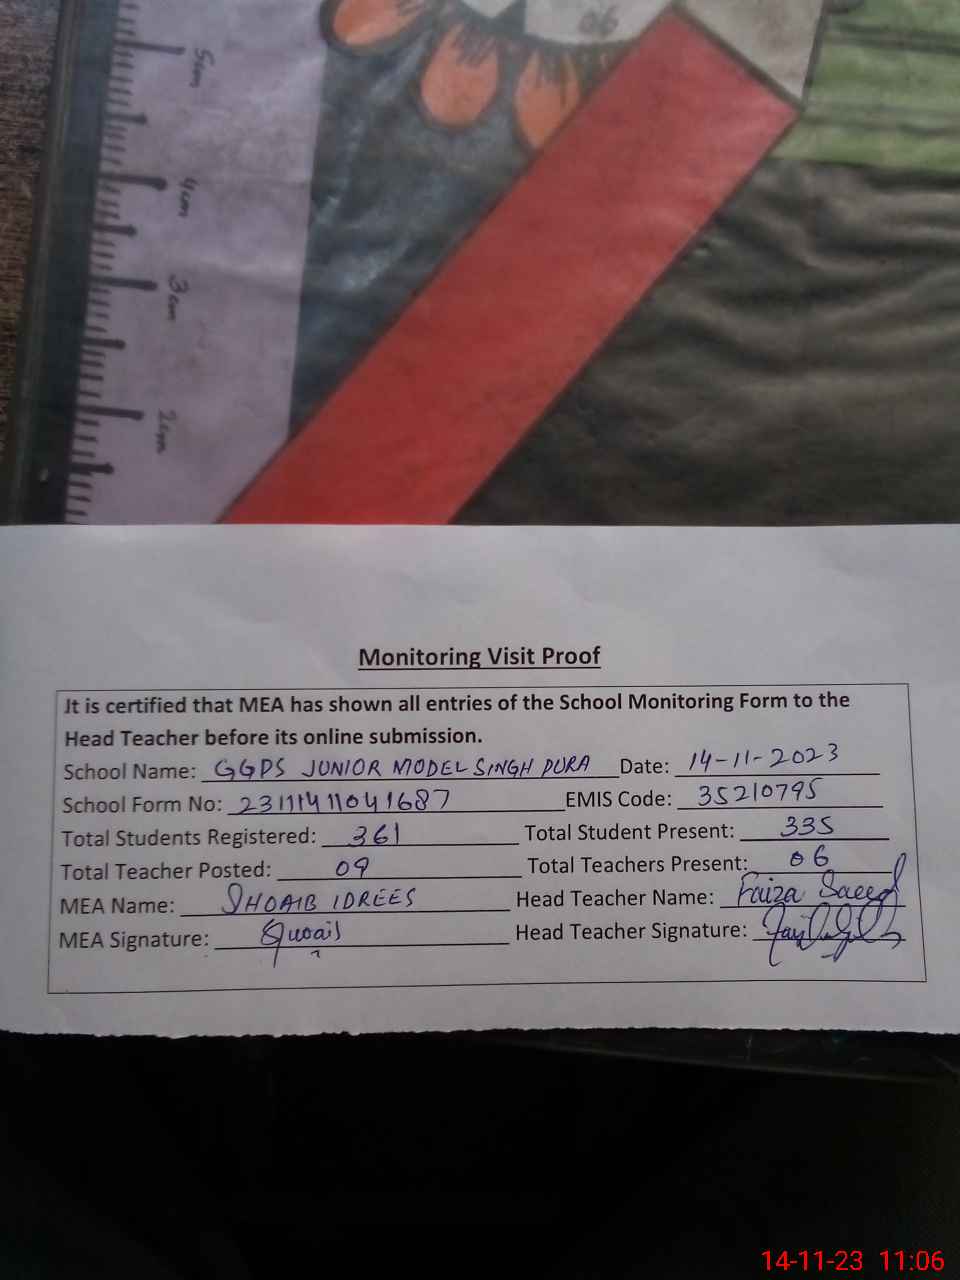 06
5cm
4cm
3cm
2cm
Monitoring Visit Proof
It is certified that MEA has shown all entries of the School Monitoring Form to the
Head Teacher before its online submission.
School Name: GGPS JUNIOR MODEL SINGH PURA Date: 14-11-2023
School Form No: 23111411041687 EMIS Code: 35210795
Total Students Registered: 361 Total Student Present: 335
Total Teacher Posted: 09 Total Teachers Present: 06
MEA Name: SHOAIB IDREES Head Teacher Name: Faiza Saeed
MEA Signature: Head Teacher Signature:
14-11-23 11:06